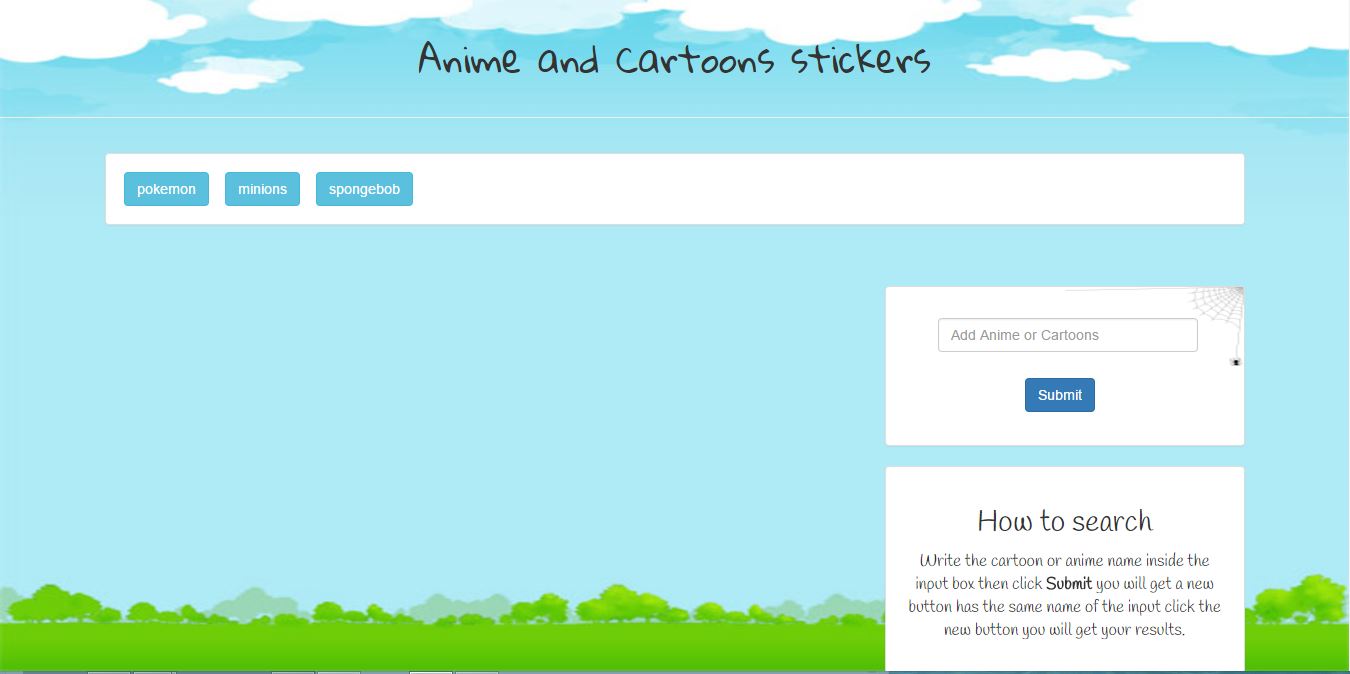 Anime and Cartoons stickers
pokemon minions spongebob
Add Anime or Cartoons
Submit
How to search
Write the cartoon or anime name inside the
input box then click Submit you will get a new
button has the same name of the input click the
new button you will get your results.